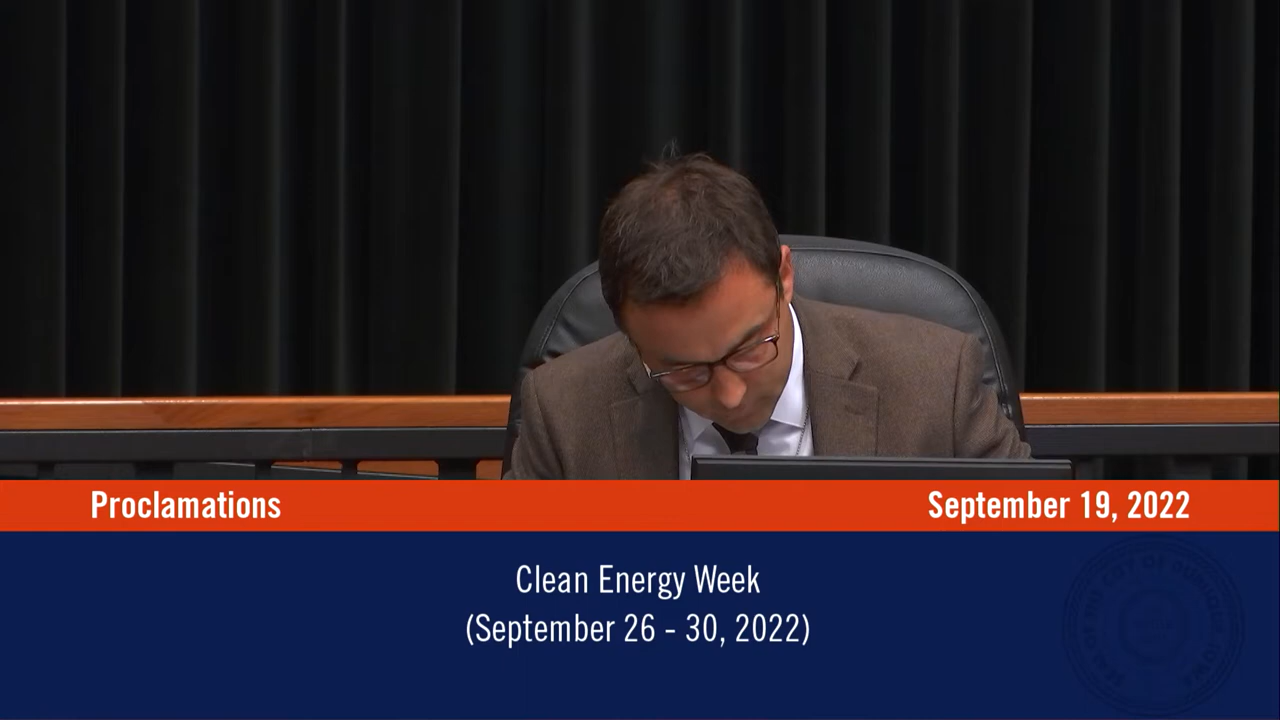 Proclamations
September 19, 2022
Clean Energy Week
(September 26 - 30, 2022)